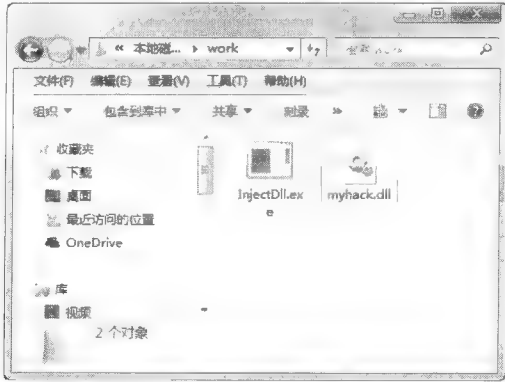 « 本地磁... ▸ work
文件(F) 编辑(E) 查看(V) 工具(T) 帮助(H)
组织 包含到库中 共享 刻录 »
收藏夹
下载
桌面
最近访问的位置
OneDrive
库
视频
InjectDll.ex
e
myhack.dll
2 个对象